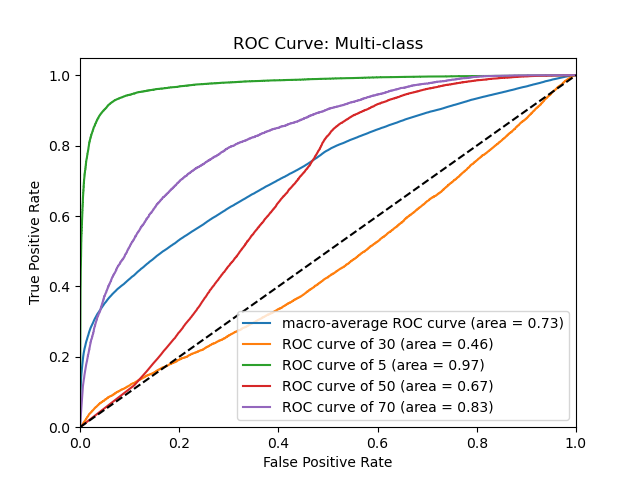 ROC Curve: Multi-class
True Positive Rate
1.0
0.8
0.6
0.4
0.2
0.0
macro-average ROC curve (area = 0.73)
ROC curve of 30 (area = 0.46)
ROC curve of 5 (area = 0.97)
ROC curve of 50 (area = 0.67)
ROC curve of 70 (area = 0.83)
0.0 0.2 0.4 0.6 0.8 1.0
False Positive Rate